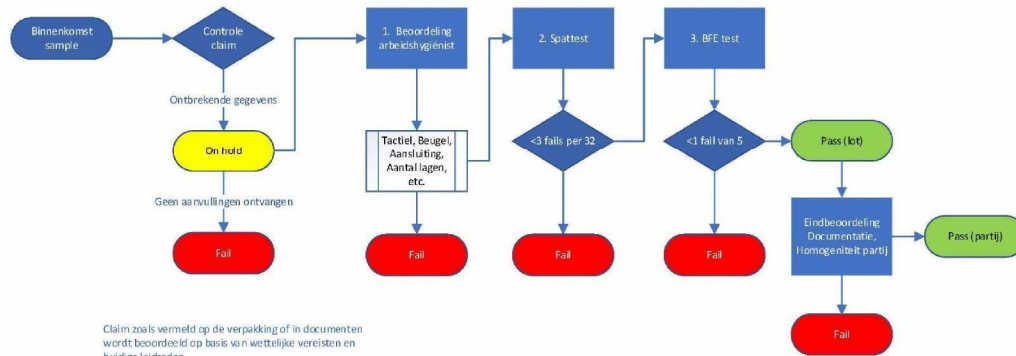 Binnenkomst
sample
Controle
claim
1. Beoordeling
arbeidshygiënist
2. Spattest
3. BFE test
Ontbrekende gegevens
On hold
Tactiel, Beugel,
Aansluiting,
Aantal lagen,
etc.
<3 fails per 32
<1 fail van 5
Pass (lot)
Geen aanvullingen ontvangen
Fail
Fail
Fail
Fail
Eindbeoordeling
Documentatie,
Homogeniteit partij
Pass (partij)
Fail
Claim zoals vermeld op de verpakking of in documenten
wordt beoordeeld op basis van wettelijke vereisten en